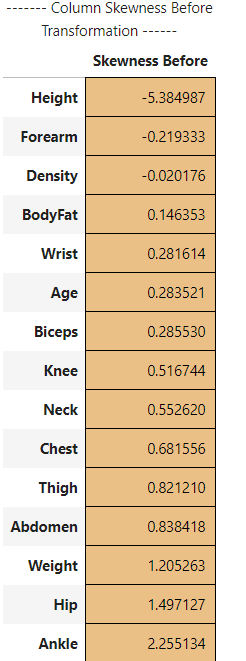 ------- Column Skewness Before
Transformation ------
Skewness Before
Height -5.384987
Forearm -0.219333
Density -0.020176
BodyFat 0.146353
Wrist 0.281614
Age 0.283521
Biceps 0.285530
Knee 0.516744
Neck 0.552620
Chest 0.681556
Thigh 0.821210
Abdomen 0.838418
Weight 1.205263
Hip 1.497127
Ankle 2.255134